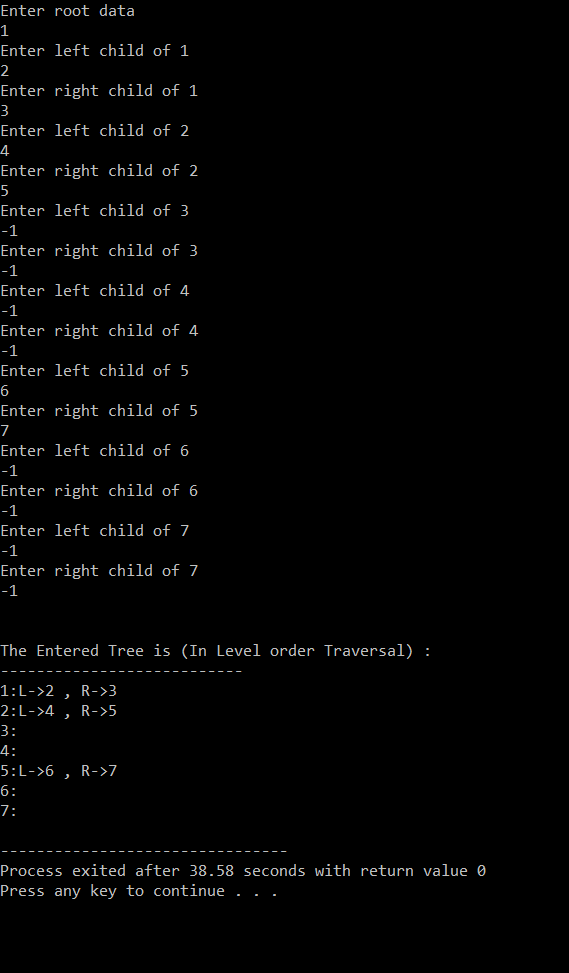 Enter root data
1
Enter left child of 1
2
Enter right child of 1
3
Enter left child of 2
4
Enter right child of 2
5
Enter left child of 3
-1
Enter right child of 3
-1
Enter left child of 4
-1
Enter right child of 4
-1
Enter left child of 5
6
Enter right child of 5
7
Enter left child of 6
-1
Enter right child of 6
-1
Enter left child of 7
-1
Enter right child of 7
-1
The Entered Tree is (In Level order Traversal) :
---------------------------
1:L->2 , R->3
2:L->4 , R->5
3:
4:
5:L->6 , R->7
6:
7:
--------------------------------
Process exited after 38.58 seconds with return value 0
Press any key to continue . . .